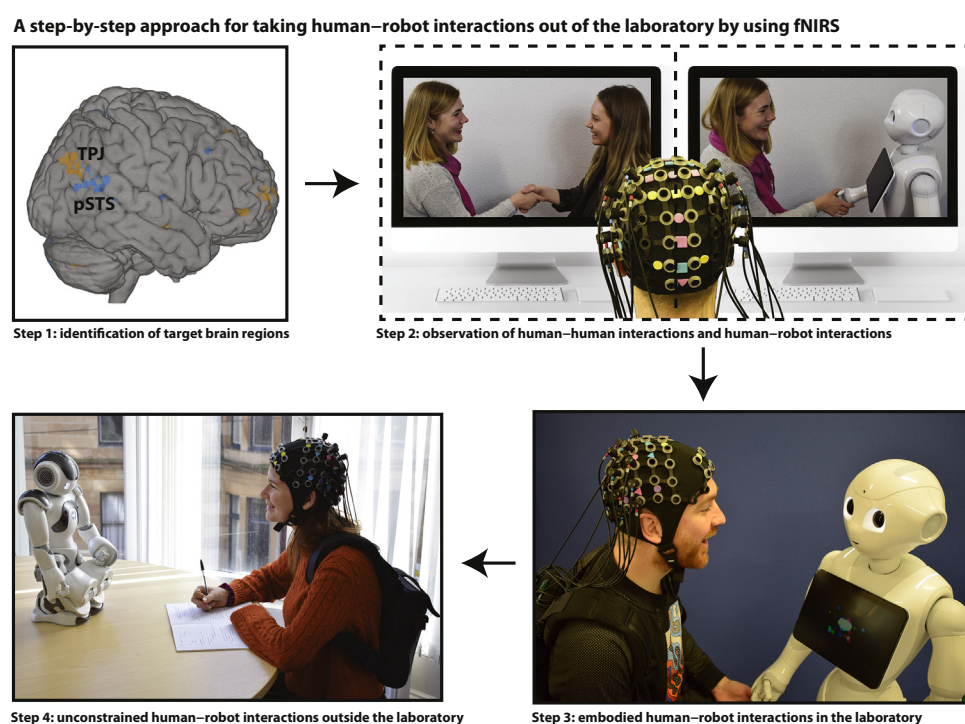 A step-by-step approach for taking human–robot interactions out of the laboratory by using fNIRS
TPJ
pSTS
Step 1: identification of target brain regions
Step 2: observation of human–human interactions and human–robot interactions
Step 4: unconstrained human–robot interactions outside the laboratory
Step 3: embodied human–robot interactions in the laboratory